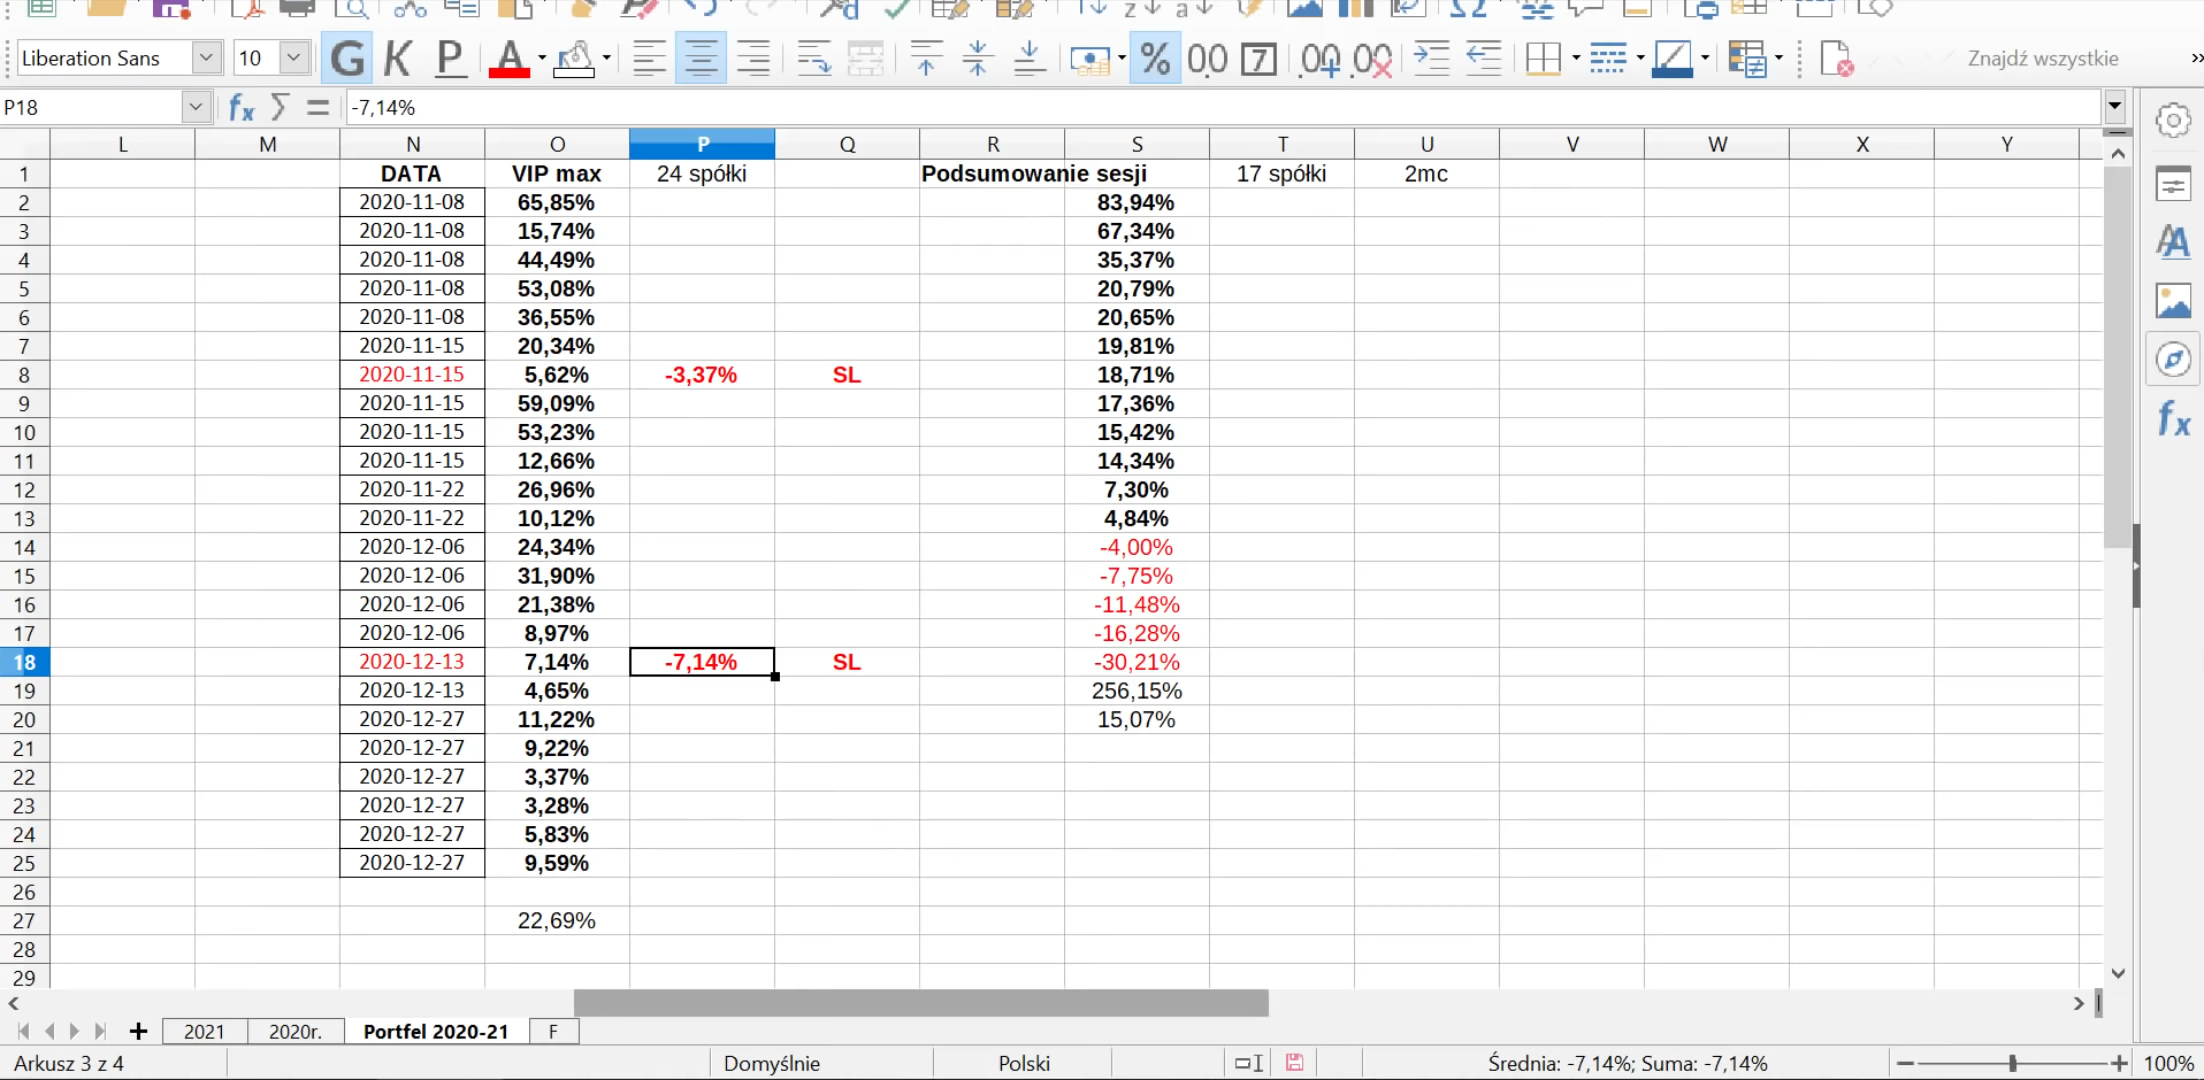 Liberation Sans 10 G K P A % 0,0 7 Znajdź wszystkie
P18 fx Σ = -7,14%
L M N O P Q R S T U V W X Y
1 DATA VIP max 24 spółki Podsumowanie sesji 17 spółki 2mc
2 2020-11-08 65,85% 83,94%
3 2020-11-08 15,74% 67,34%
4 2020-11-08 44,49% 35,37%
5 2020-11-08 53,08% 20,79%
6 2020-11-08 36,55% 20,65%
7 2020-11-15 20,34% 19,81%
8 2020-11-15 5,62% -3,37% SL 18,71%
9 2020-11-15 59,09% 17,36%
10 2020-11-15 53,23% 15,42%
11 2020-11-15 12,66% 14,34%
12 2020-11-22 26,96% 7,30%
13 2020-11-22 10,12% 4,84%
14 2020-12-06 24,34% -4,00%
15 2020-12-06 31,90% -7,75%
16 2020-12-06 21,38% -11,48%
17 2020-12-06 8,97% -16,28%
18 2020-12-13 7,14% -7,14% SL -30,21%
19 2020-12-13 4,65% 256,15%
20 2020-12-27 11,22% 15,07%
21 2020-12-27 9,22%
22 2020-12-27 3,37%
23 2020-12-27 3,28%
24 2020-12-27 5,83%
25 2020-12-27 9,59%
26
27 22,69%
28
29
2021 2020r. Portfel 2020-21 F
Arkusz 3 z 4 Domyślnie Polski Średnia: -7,14%; Suma: -7,14% 100%